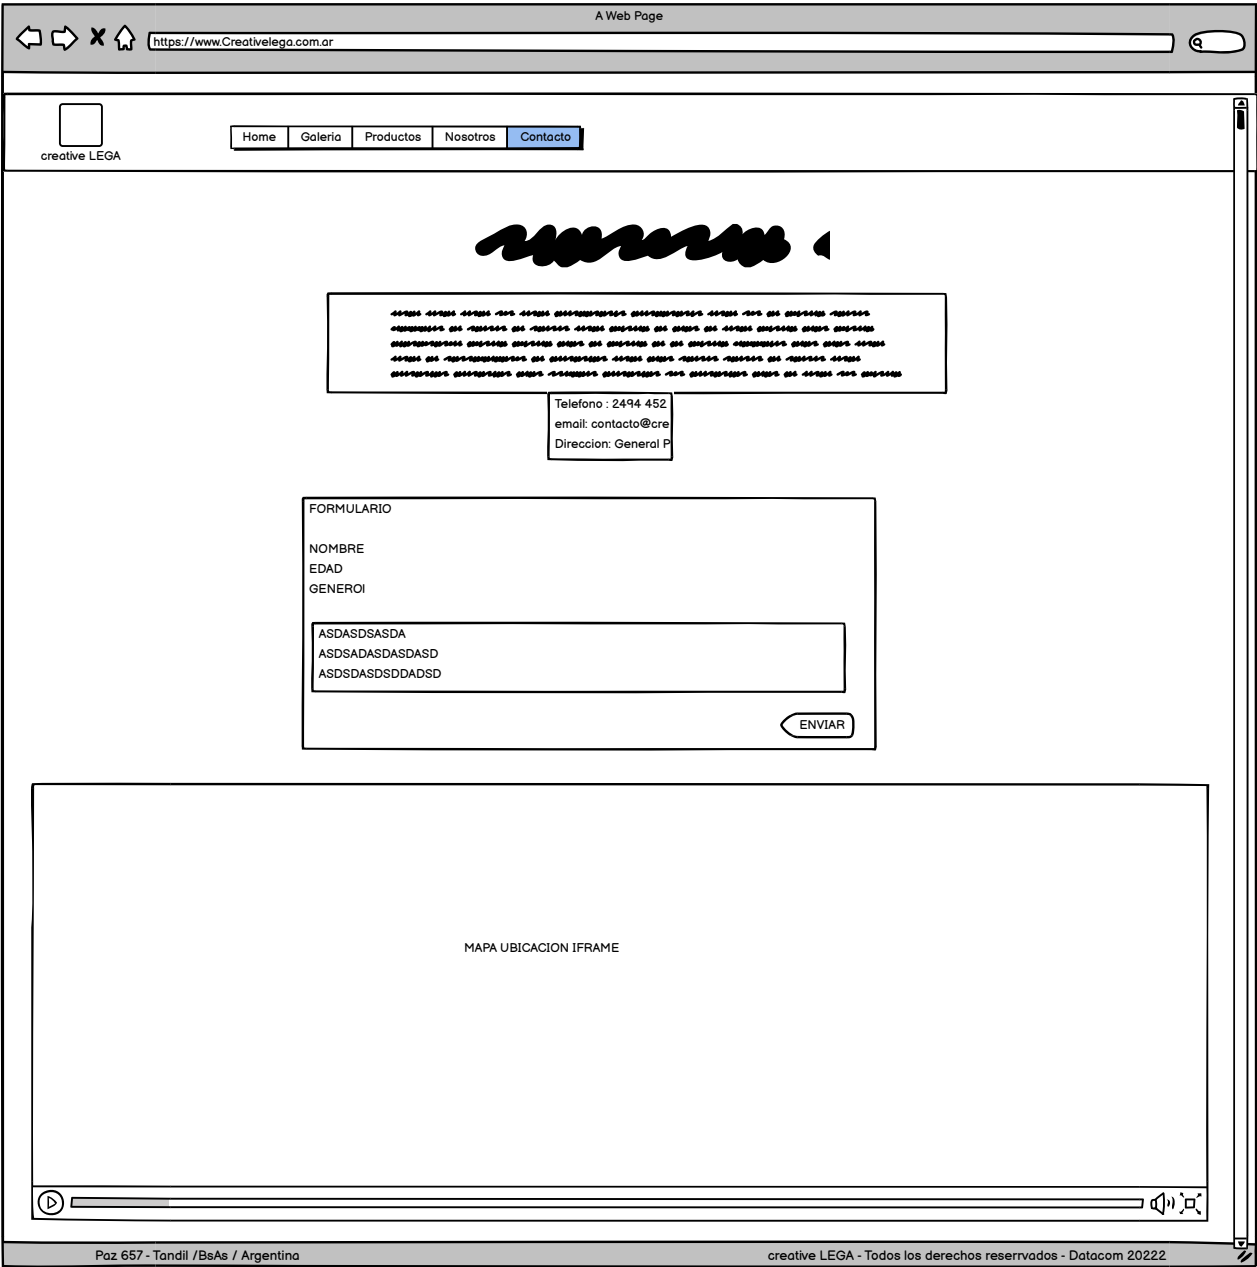 A Web Page
https://www.Creativelega.com.ar
creative LEGA
Home Galeria Productos Nosotros Contacto
Telefono : 2494 452
email: contacto@cre
Direccion: General P
FORMULARIO
NOMBRE
EDAD
GENEROI
ASDASDSASDA
ASDSADASDASDASD
ASDSDASDSDDADSD
ENVIAR
MAPA UBICACION IFRAME
Paz 657 - Tandil /BsAs / Argentina
creative LEGA - Todos los derechos reserrvados - Datacom 20222